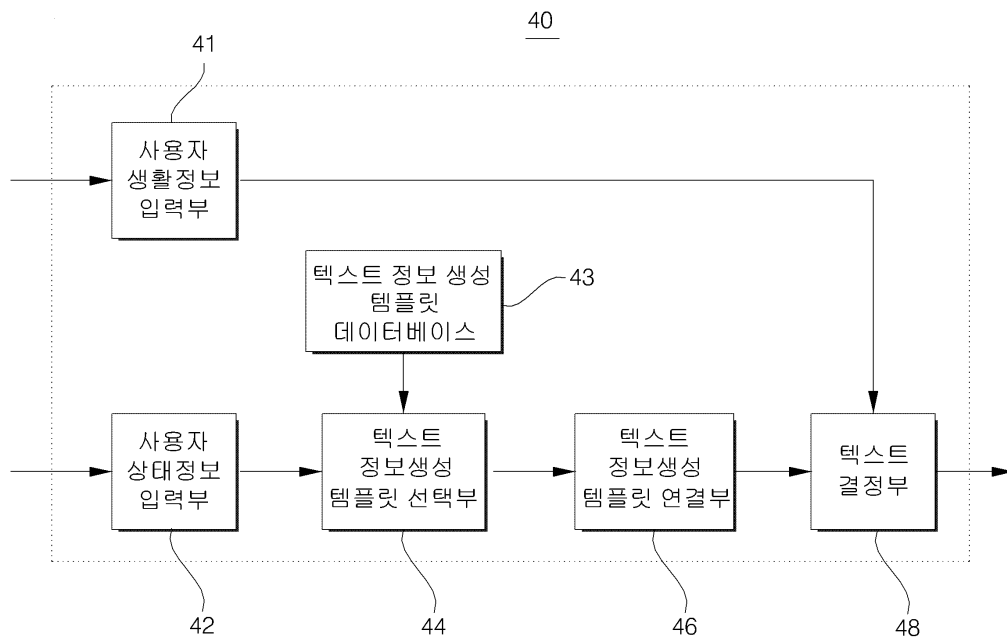 40
41
사용자
생활정보
입력부
텍스트 정보 생성
템플릿
데이터베이스
43
사용자
상태정보
입력부
텍스트
정보생성
템플릿 선택부
텍스트
정보생성
템플릿 연결부
텍스트
결정부
42
44
46
48